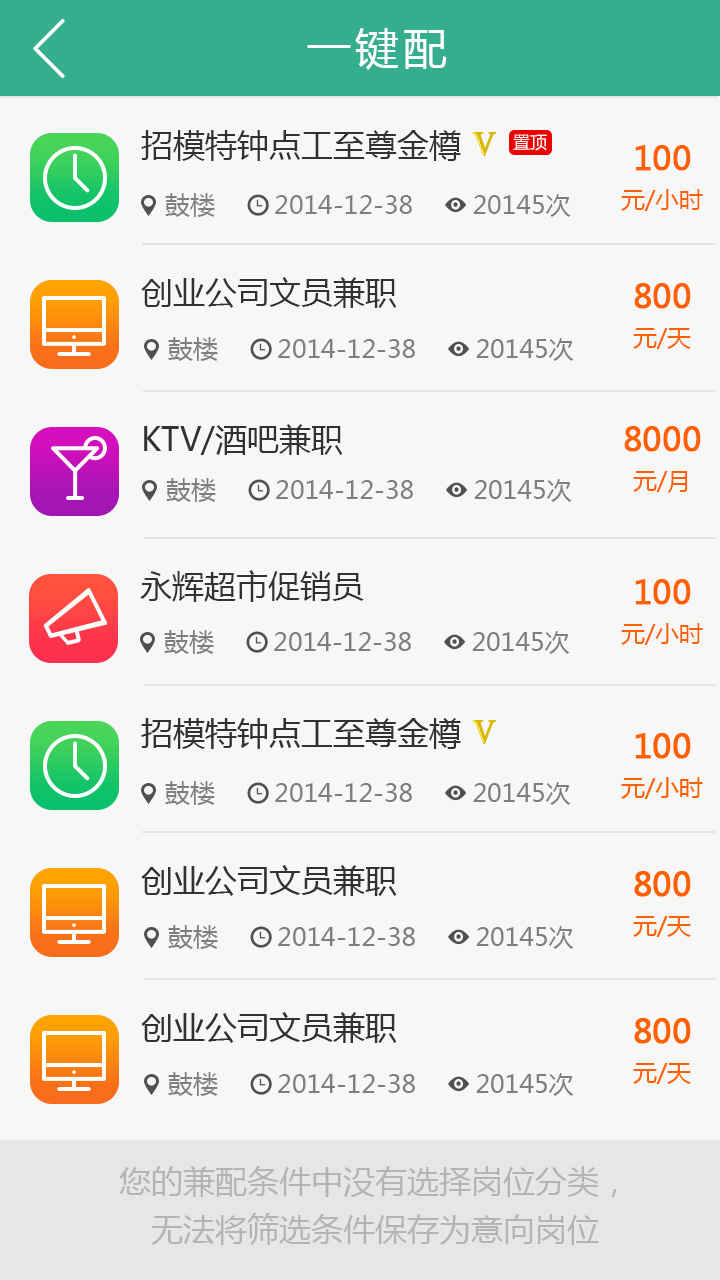 一键配
招模特钟点工至尊金樽 V 置顶
100
鼓楼 2014-12-38 20145次
元/小时
创业公司文员兼职
800
鼓楼 2014-12-38 20145次
元/天
KTV/酒吧兼职
8000
鼓楼 2014-12-38 20145次
元/月
永辉超市促销员
100
鼓楼 2014-12-38 20145次
元/小时
招模特钟点工至尊金樽 V
100
鼓楼 2014-12-38 20145次
元/小时
创业公司文员兼职
800
鼓楼 2014-12-38 20145次
元/天
创业公司文员兼职
800
鼓楼 2014-12-38 20145次
元/天
您的兼配条件中没有选择岗位分类，
无法将筛选条件保存为意向岗位